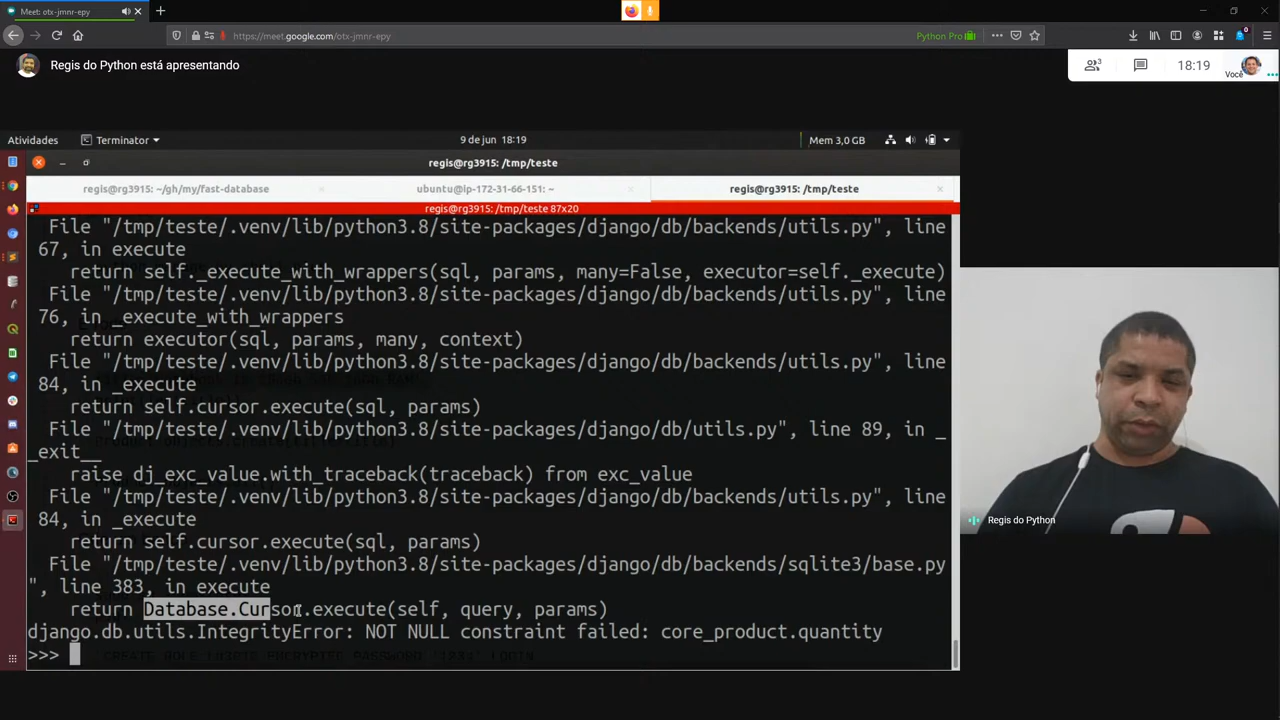 Meet: otx-jmnr-epy
https://meet.google.com/otx-jmnr-epy
Python Pro
Regis do Python está apresentando
3
18:19
Você
Atividades
Terminator
9 de jun 18:19
Mem 3,0 GB
regis@rg3915: /tmp/teste
regis@rg3915: ~/gh/my/fast-database
ubuntu@ip-172-31-66-151: ~
regis@rg3915: /tmp/teste
regis@rg3915: /tmp/teste 87x20
File "/tmp/teste/.venv/lib/python3.8/site-packages/django/db/backends/utils.py", line
67, in execute
return self._execute_with_wrappers(sql, params, many=False, executor=self._execute)
File "/tmp/teste/.venv/lib/python3.8/site-packages/django/db/backends/utils.py", line
76, in _execute_with_wrappers
return executor(sql, params, many, context)
File "/tmp/teste/.venv/lib/python3.8/site-packages/django/db/backends/utils.py", line
84, in _execute
return self.cursor.execute(sql, params)
File "/tmp/teste/.venv/lib/python3.8/site-packages/django/db/utils.py", line 89, in _
_exit__
raise dj_exc_value.with_traceback(traceback) from exc_value
File "/tmp/teste/.venv/lib/python3.8/site-packages/django/db/backends/utils.py", line
84, in _execute
return self.cursor.execute(sql, params)
File "/tmp/teste/.venv/lib/python3.8/site-packages/django/db/backends/sqlite3/base.py
", line 383, in execute
return Database.Cursor.execute(self, query, params)
django.db.utils.IntegrityError: NOT NULL constraint failed: core_product.quantity
>>>
Regis do Python